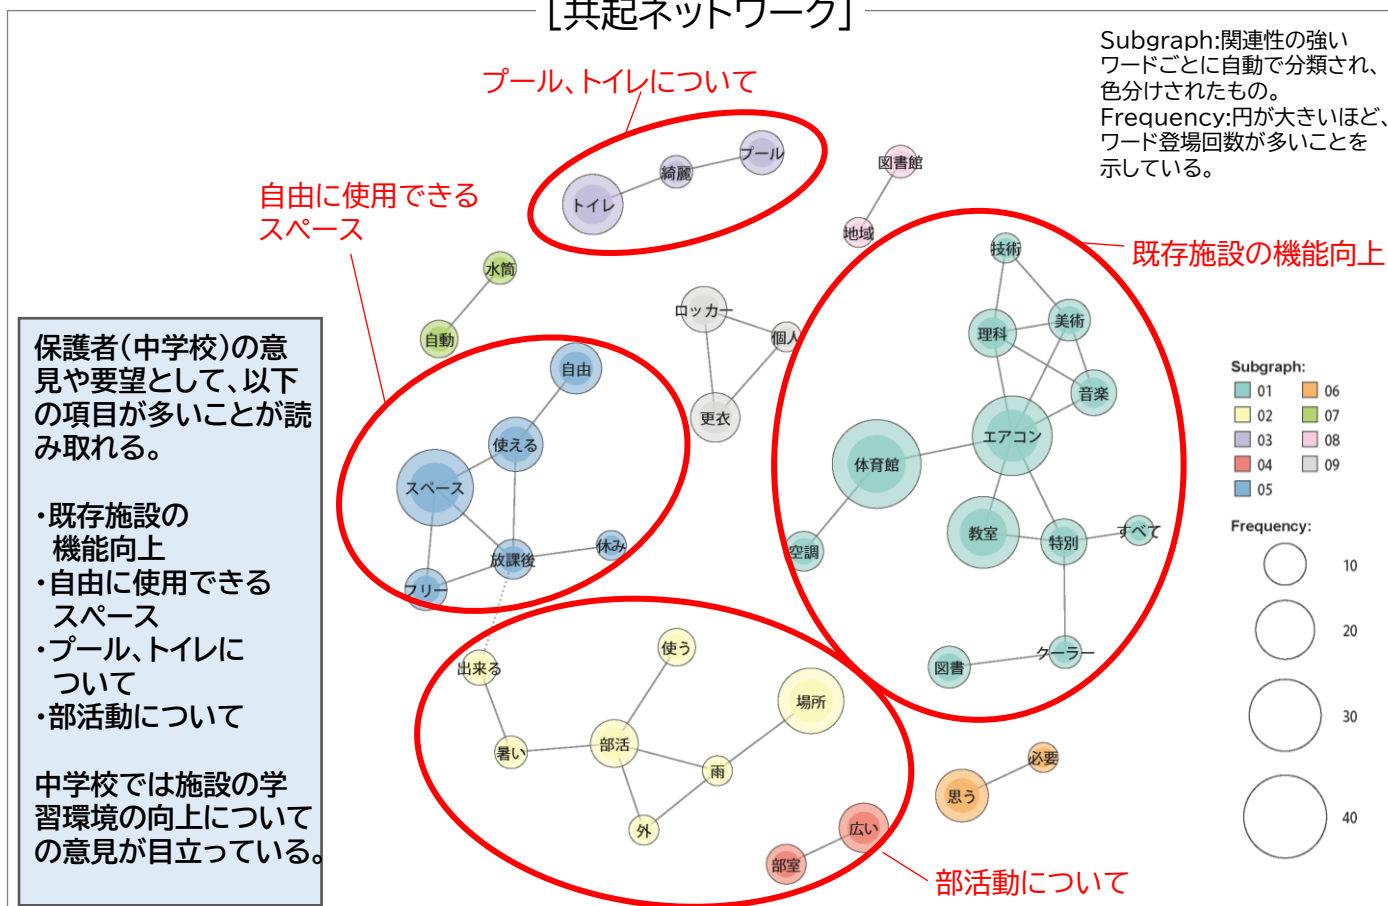 [共起ネットワーク]
Subgraph:関連性の強い
ワードごとに自動で分類され、
色分けされたもの。
Frequency:円が大きいほど、
ワード登場回数が多いことを
示している。
プール、トイレについて
プール
綺麗
トイレ
図書館
地域
自由に使用できる
スペース
水筒
自動
ロッカー
個人
更衣
既存施設の機能向上
技術
美術
理科
音楽
エアコン
体育館
教室
空調
特別
すべて
クーラー
図書
保護者(中学校)の意
見や要望として、以下
の項目が多いことが読
み取れる。
・既存施設の
機能向上
・自由に使用できる
スペース
・プール、トイレに
ついて
・部活動について
中学校では施設の学
習環境の向上について
の意見が目立っている。
自由
使える
スペース
放課後
休み
フリー
出来る
使う
場所
暑い
部活
雨
外
広い
部室
部活動について
必要
思う
Subgraph:
01
06
02
07
03
08
04
09
05
Frequency:
10
20
30
40